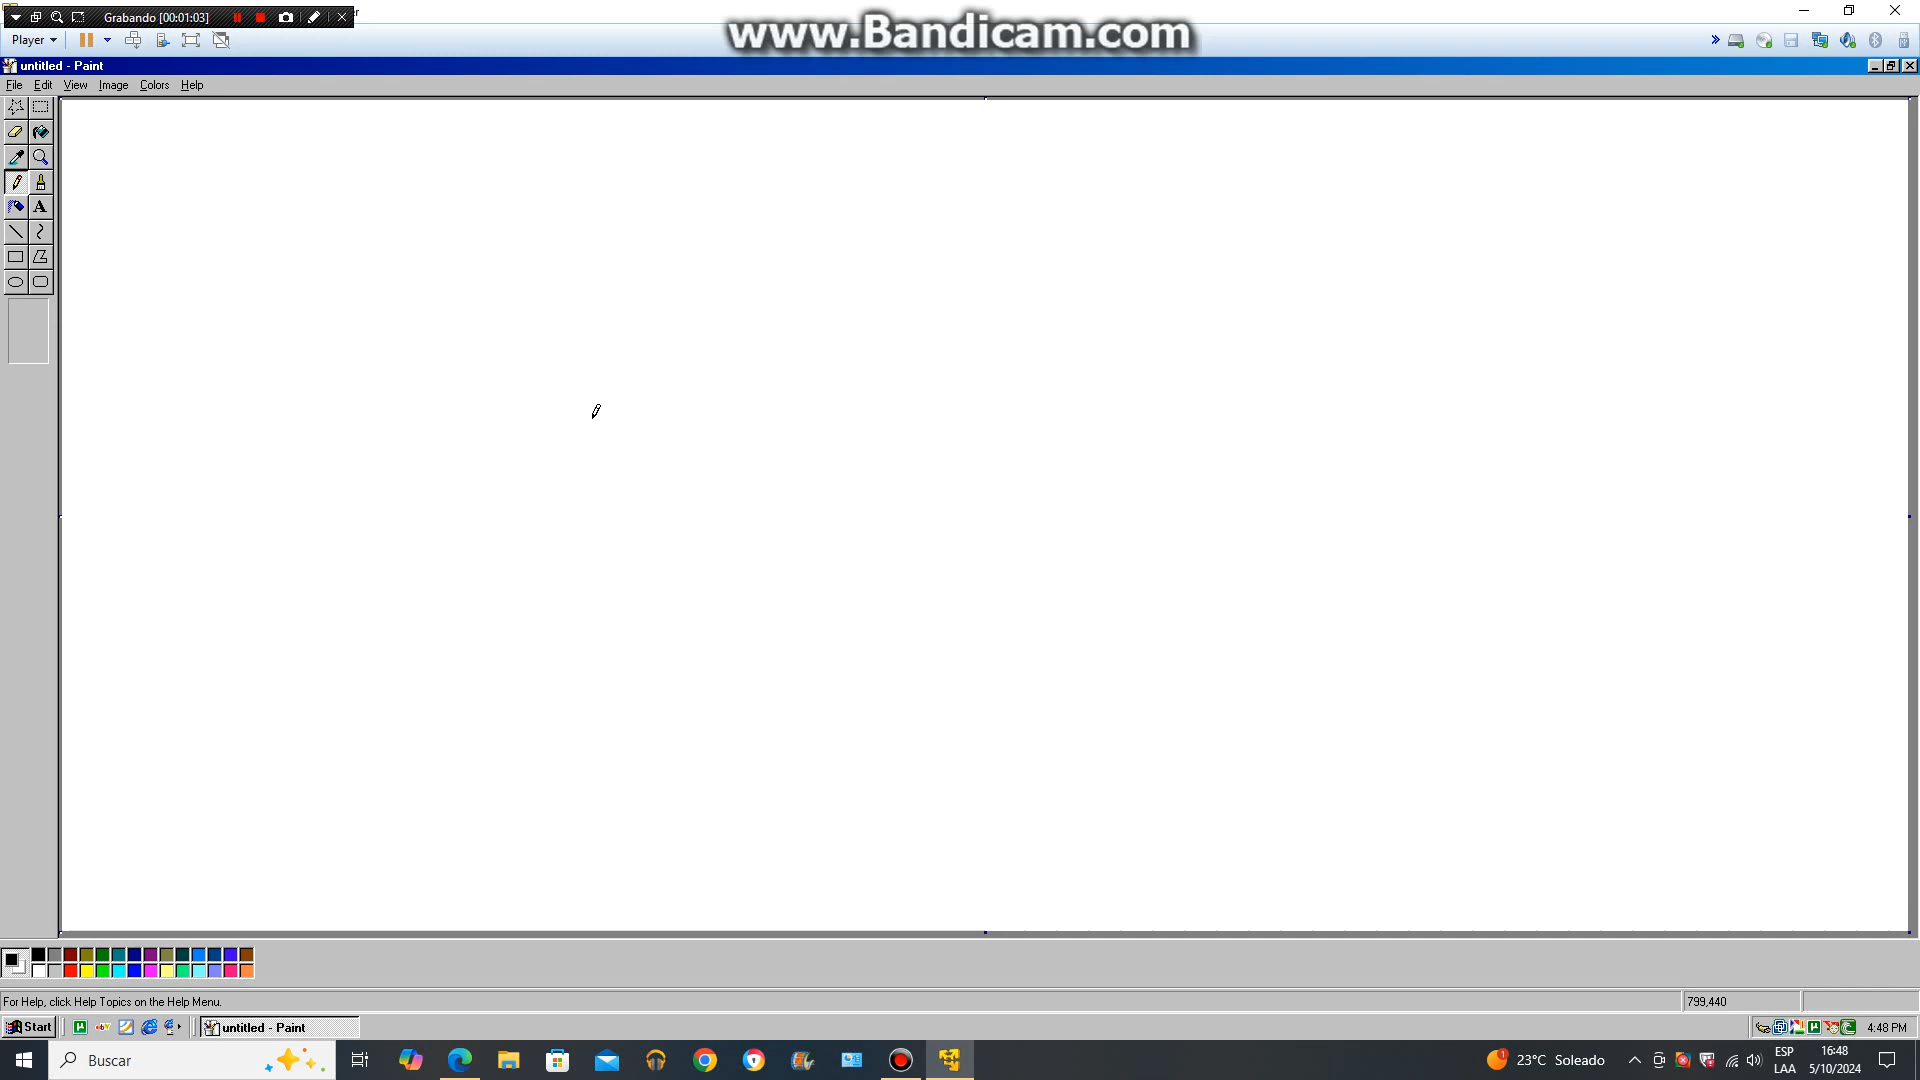 Grabando [00:01:03]
www.Bandicam.com
Player
untitled - Paint
File Edit View Image Colors Help
A
For Help, click Help Topics on the Help Menu.
799,440
Start
untitled - Paint
4:48 PM
Buscar
23°C Soleado
ESP
LAA
16:48
5/10/2024